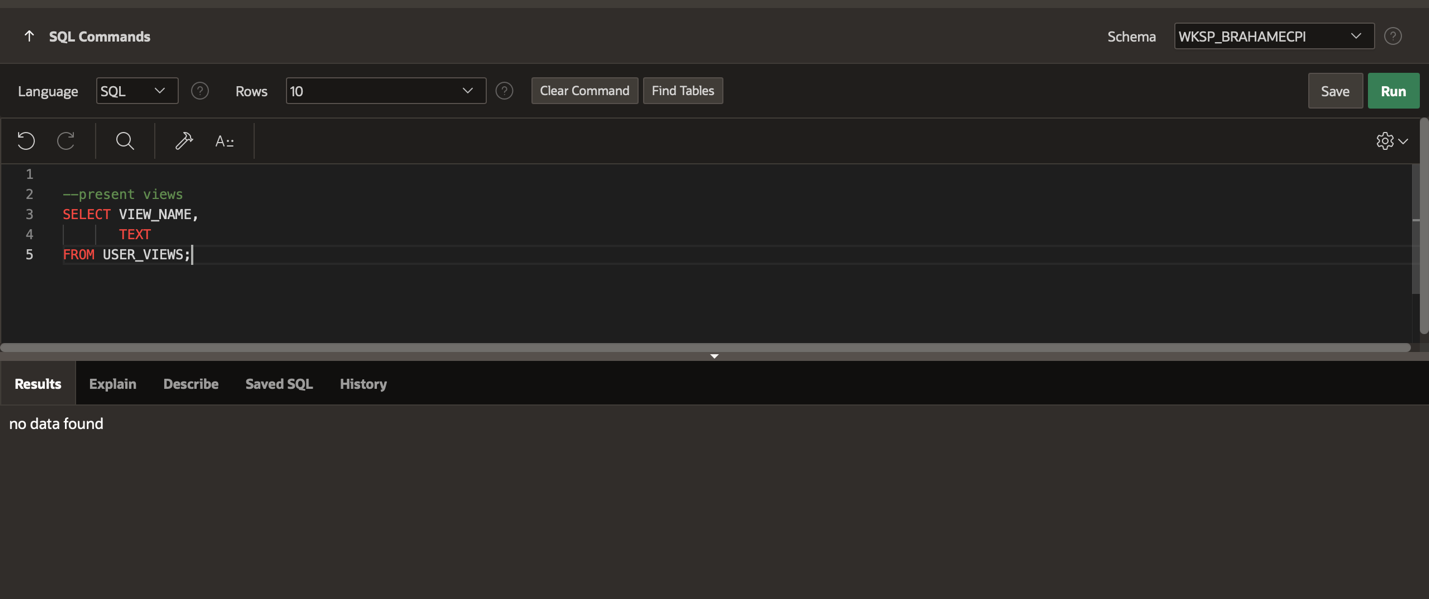 SQL Commands
Schema WKSP_BRAHAMECPI ?
Language SQL ? Rows 10 ? Clear Command Find Tables Save Run
A
1
2 --present views
3 SELECT VIEW_NAME,
4 TEXT
5 FROM USER_VIEWS;
Results Explain Describe Saved SQL History
no data found